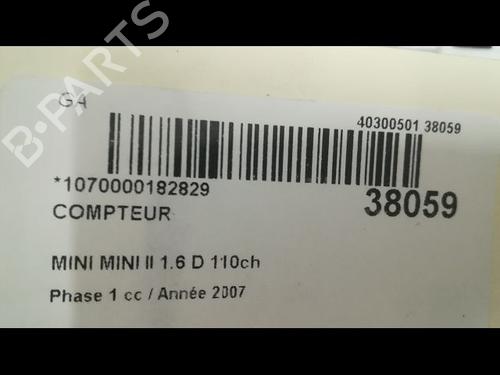 B-PARTS
GA
40300501 38059
*1070000182829
38059
COMPTEUR
MINI MINI II 1.6 D 110ch
Phase 1 cc / Année 2007